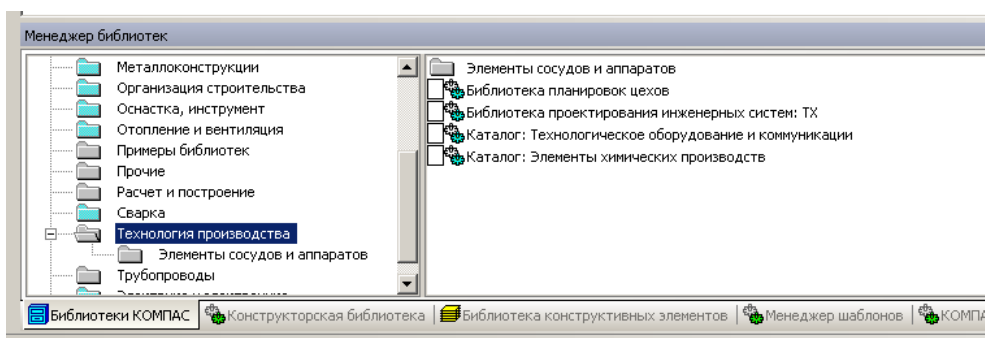 Менеджер библиотек
Металлоконструкции
Организация строительства
Оснастка, инструмент
Отопление и вентиляция
Примеры библиотек
Прочие
Расчет и построение
Сварка
Технология производства
Элементы сосудов и аппаратов
Трубопроводы
Элементы сосудов и аппаратов
Библиотека планировок цехов
Библиотека проектирования инженерных систем: ТХ
Каталог: Технологическое оборудование и коммуникации
Каталог: Элементы химических производств
Библиотеки КОМПАС
Конструкторская библиотека
Библиотека конструктивных элементов
Менеджер шаблонов